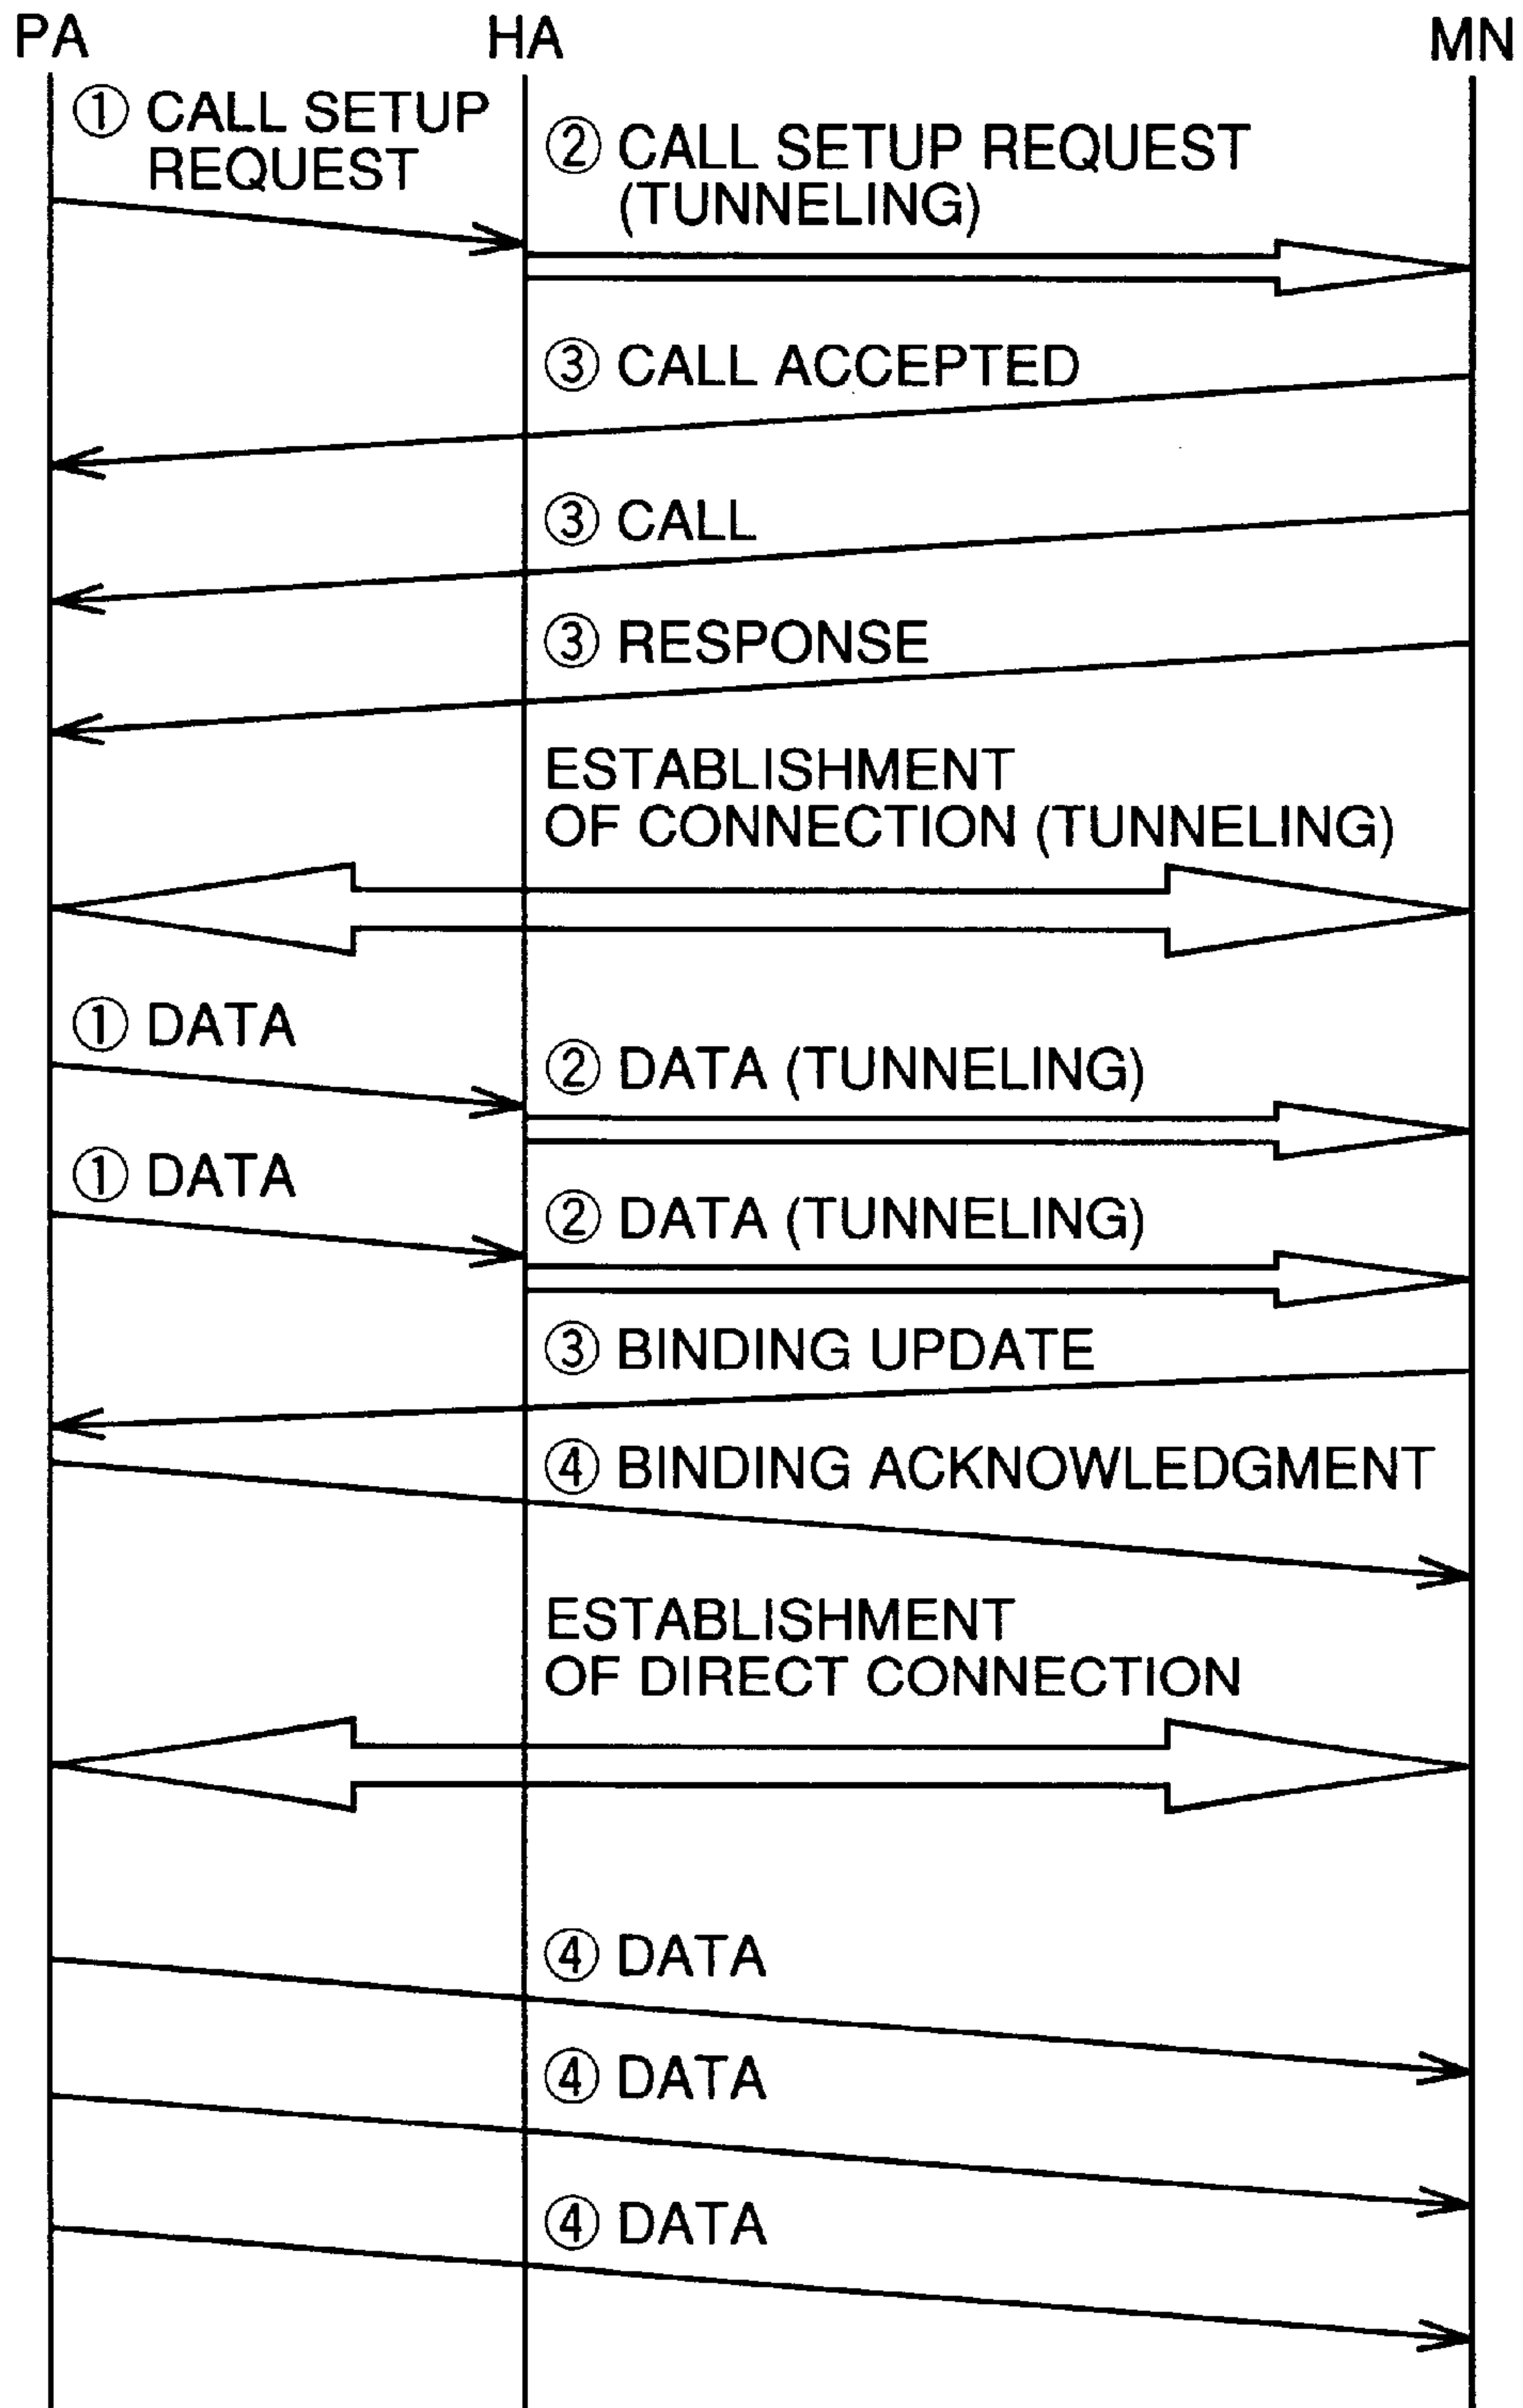 PA HA MN
① CALL SETUP
REQUEST
② CALL SETUP REQUEST
(TUNNELING)
③ CALL ACCEPTED
③ CALL
③ RESPONSE
ESTABLISHMENT
OF CONNECTION (TUNNELING)
① DATA
② DATA (TUNNELING)
① DATA
② DATA (TUNNELING)
③ BINDING UPDATE
④ BINDING ACKNOWLEDGMENT
ESTABLISHMENT
OF DIRECT CONNECTION
④ DATA
④ DATA
④ DATA